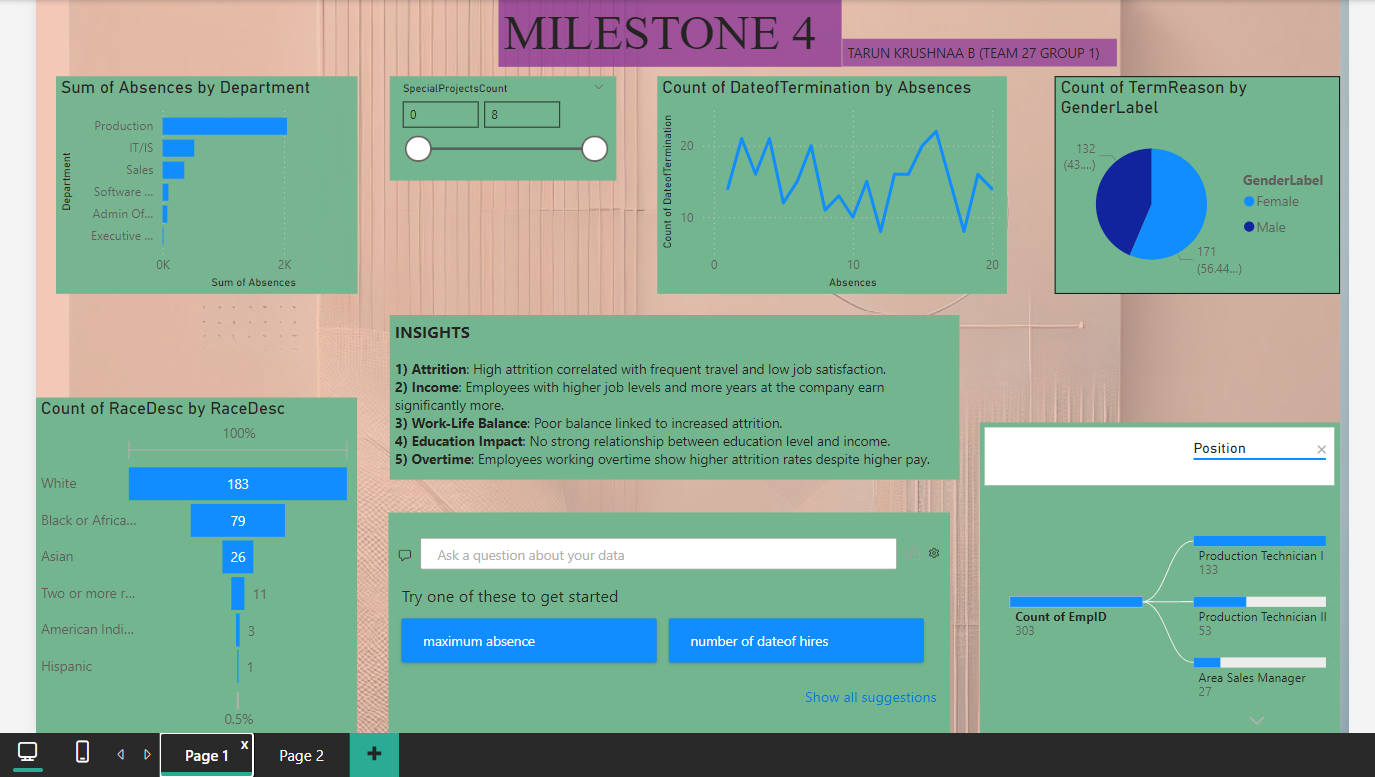 MILESTONE 4
TARUN KRUSHNAA B (TEAM 27 GROUP 1)
Sum of Absences by Department
Department
Production
IT/IS
Sales
Software ...
Admin Of...
Executive ...
0K
2K
Sum of Absences
SpecialProjectsCount
0
8
Count of DateofTermination by Absences
Count of DateofTermination
20
10
0
10
20
Absences
Count of TermReason by
GenderLabel
132
(43....)
171
(56.44...)
GenderLabel
Female
Male
INSIGHTS
1) Attrition: High attrition correlated with frequent travel and low job satisfaction.
2) Income: Employees with higher job levels and more years at the company earn
significantly more.
3) Work-Life Balance: Poor balance linked to increased attrition.
4) Education Impact: No strong relationship between education level and income.
5) Overtime: Employees working overtime show higher attrition rates despite higher pay.
Count of RaceDesc by RaceDesc
100%
White
183
Black or Africa...
79
Asian
26
Two or more r...
11
American Indi...
3
Hispanic
1
0.5%
Ask a question about your data
Try one of these to get started
maximum absence
number of dateof hires
Show all suggestions
Position
Count of EmpID
303
Production Technician I
133
Production Technician II
53
Area Sales Manager
27
Page 1
x
Page 2